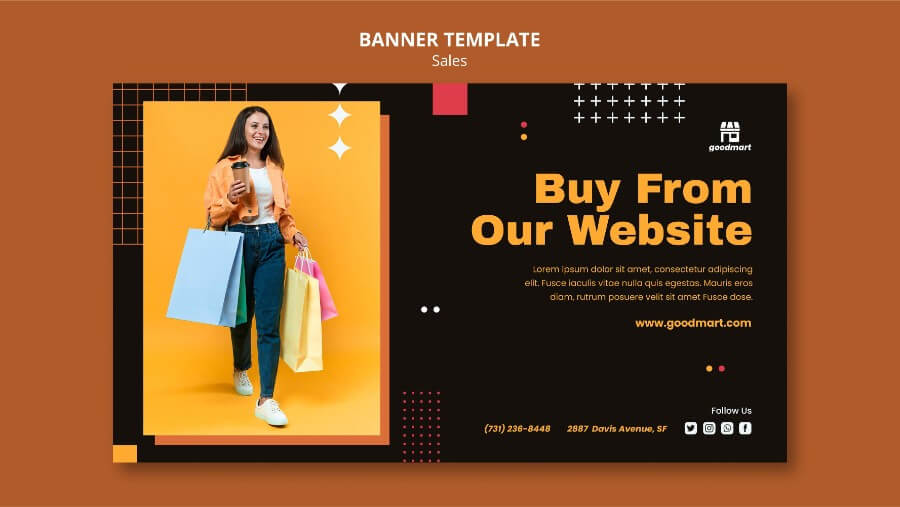 BANNER TEMPLATE
Sales
goodmart
Buy From
Our Website
Lorem ipsum dolor sit amet, consectetur adipiscing
elit. Fusce iaculis vitae nulla quis egestas. Mauris eros
diam, rutrum posuere velit sit amet Fusce dose.
www.goodmart.com
Follow Us
(731) 236-8448 2887 Davis Avenue, SF